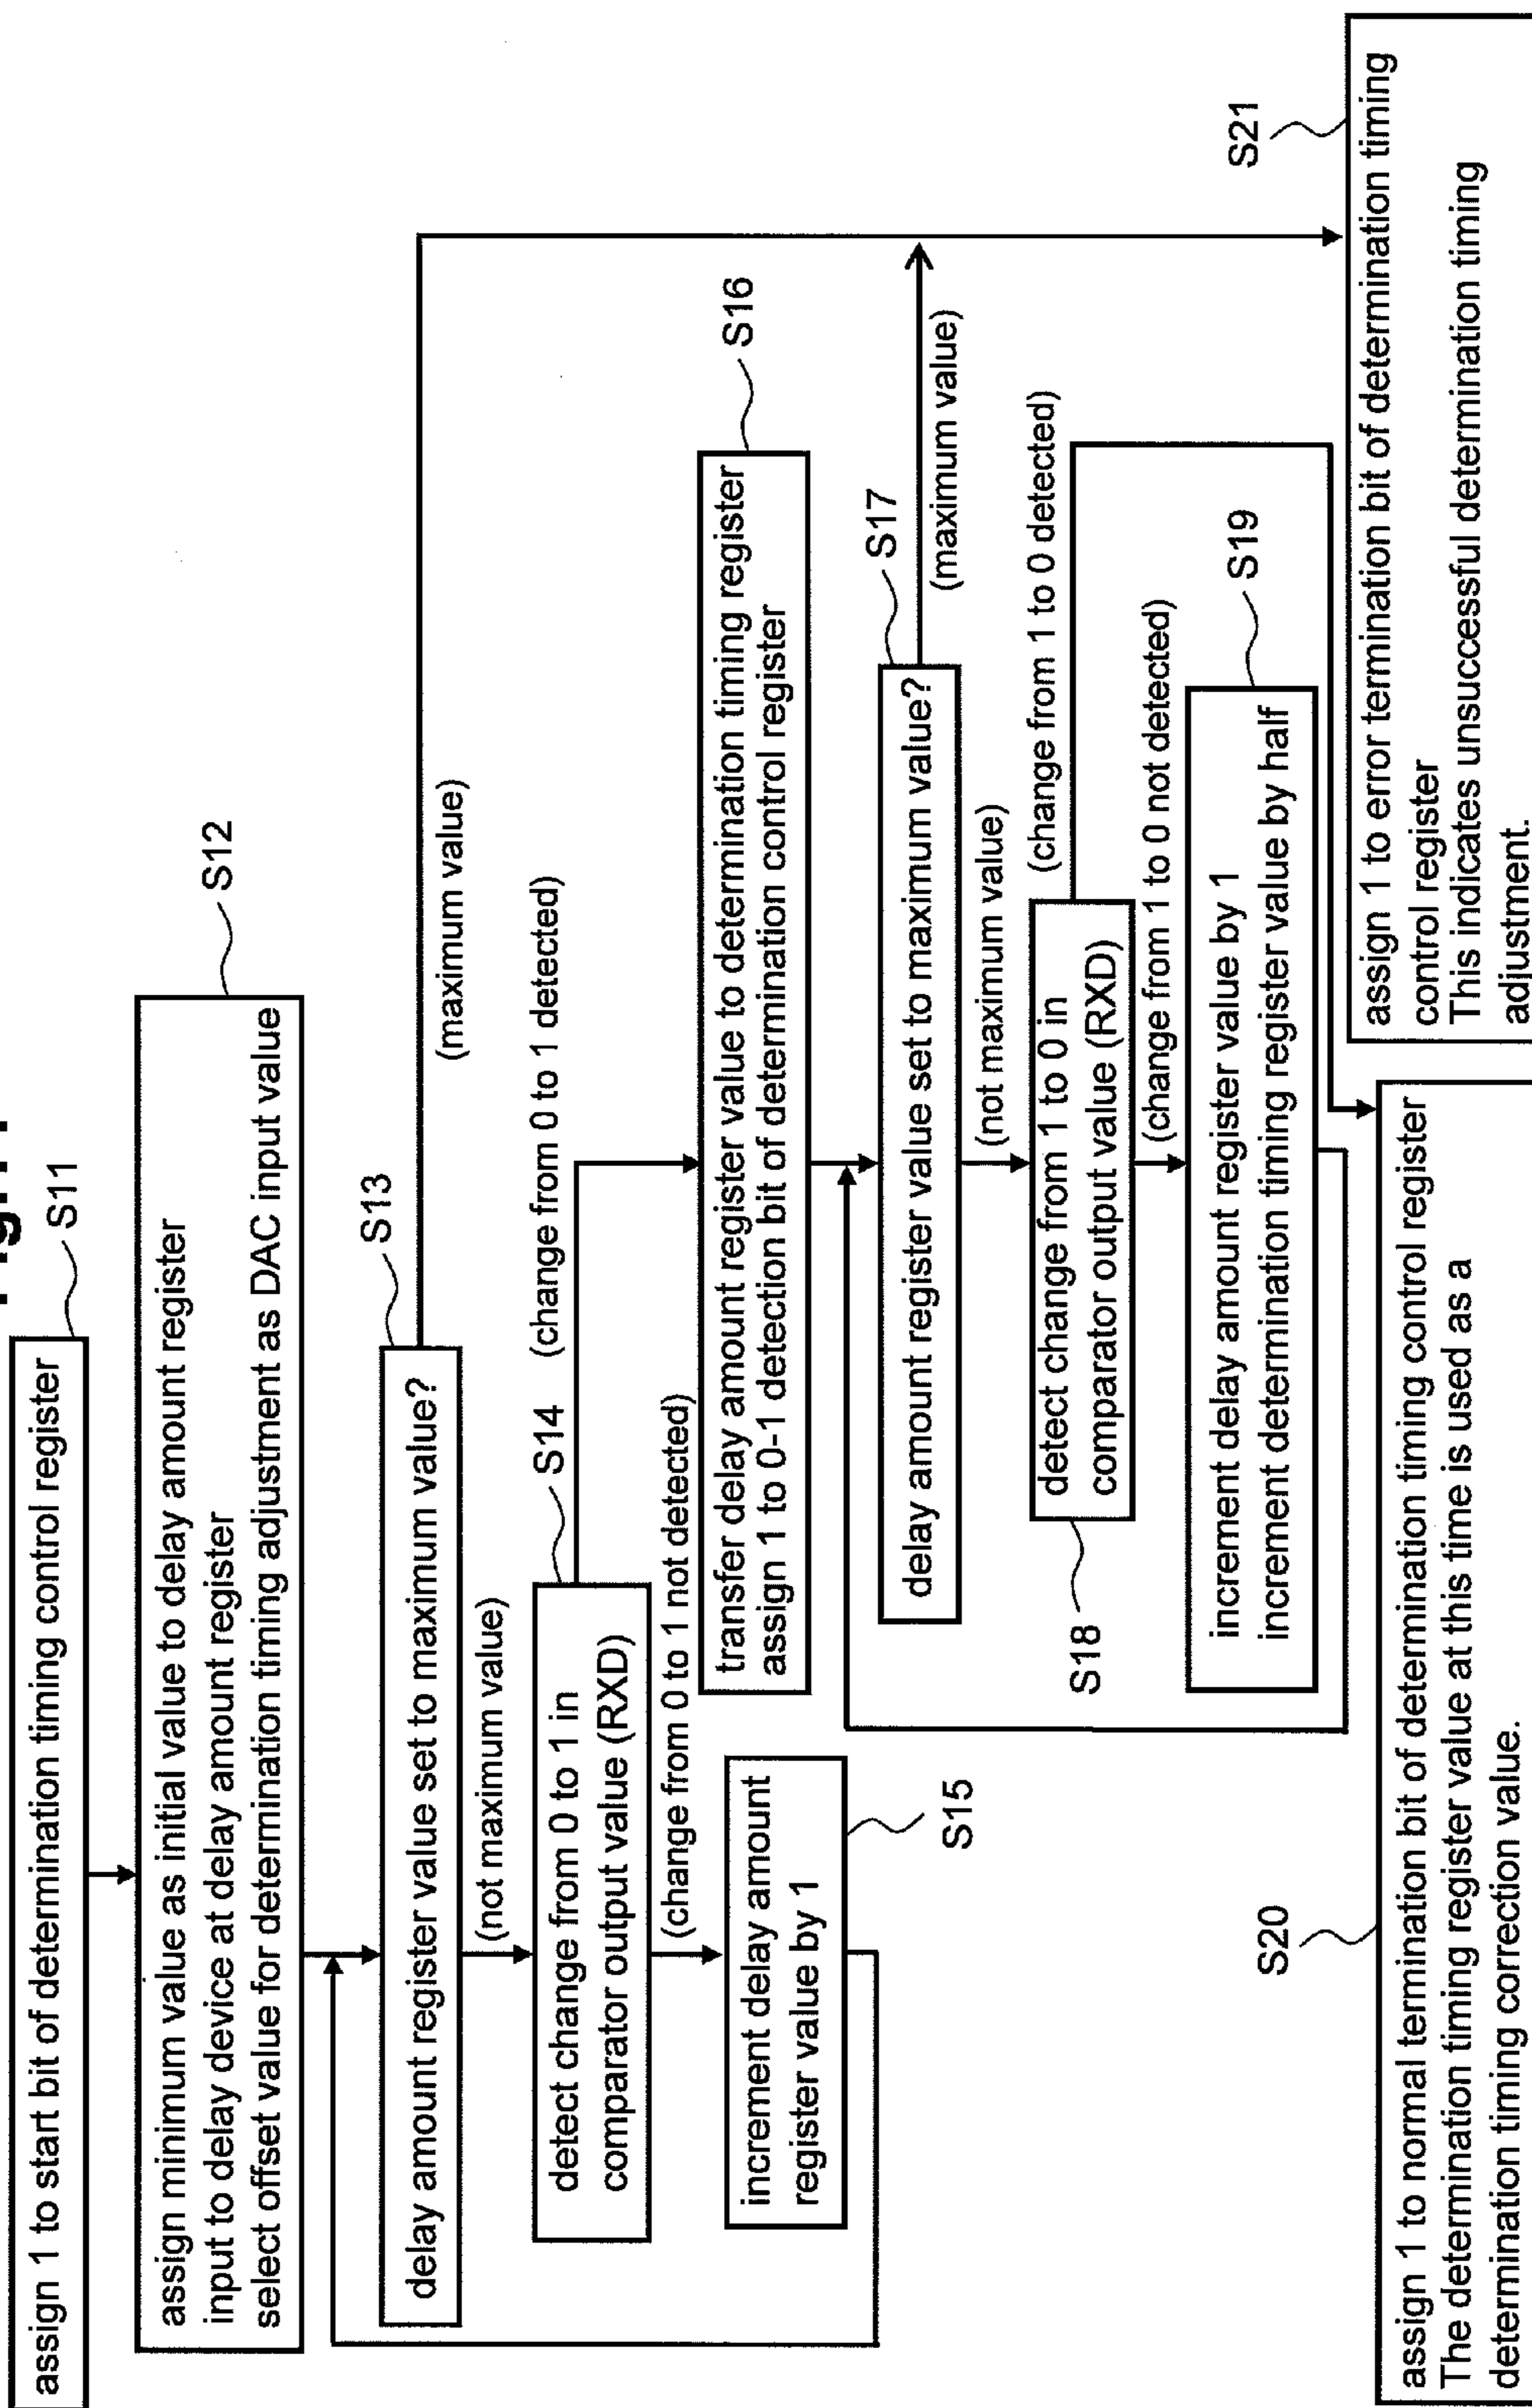 S11
assign 1 to start bit of determination timing control register
S12
assign minimum value as initial value to delay amount register
input to delay device at delay amount register
select offset value for determination timing adjustment as DAC input value
S13
delay amount register value set to maximum value?
(maximum value)
(not maximum value)
S14
detect change from 0 to 1 in
comparator output value (RXD)
(change from 0 to 1 detected)
(change from 0 to 1 not detected)
increment delay amount
register value by 1
S15
S16
transfer delay amount register value to determination timing register
assign 1 to 0-1 detection bit of determination control register
S17
delay amount register value set to maximum value?
(maximum value)
(not maximum value)
S18
detect change from 1 to 0 in
comparator output value (RXD)
(change from 1 to 0 detected)
(change from 1 to 0 not detected)
S19
increment delay amount register value by 1
increment determination timing register value by half
S20
assign 1 to normal termination bit of determination timing control register
The determination timing register value at this time is used as a
determination timing correction value.
S21
assign 1 to error termination bit of determination timing
control register
This indicates unsuccessful determination timing
adjustment.